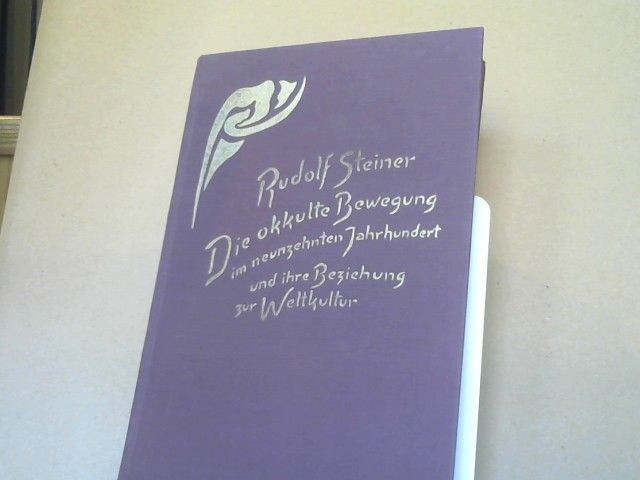 Rudolf Steiner
Die okkulte Bewegung
im neunzehnten Jahrhundert
und ihre Beziehung
zur Weltkultur